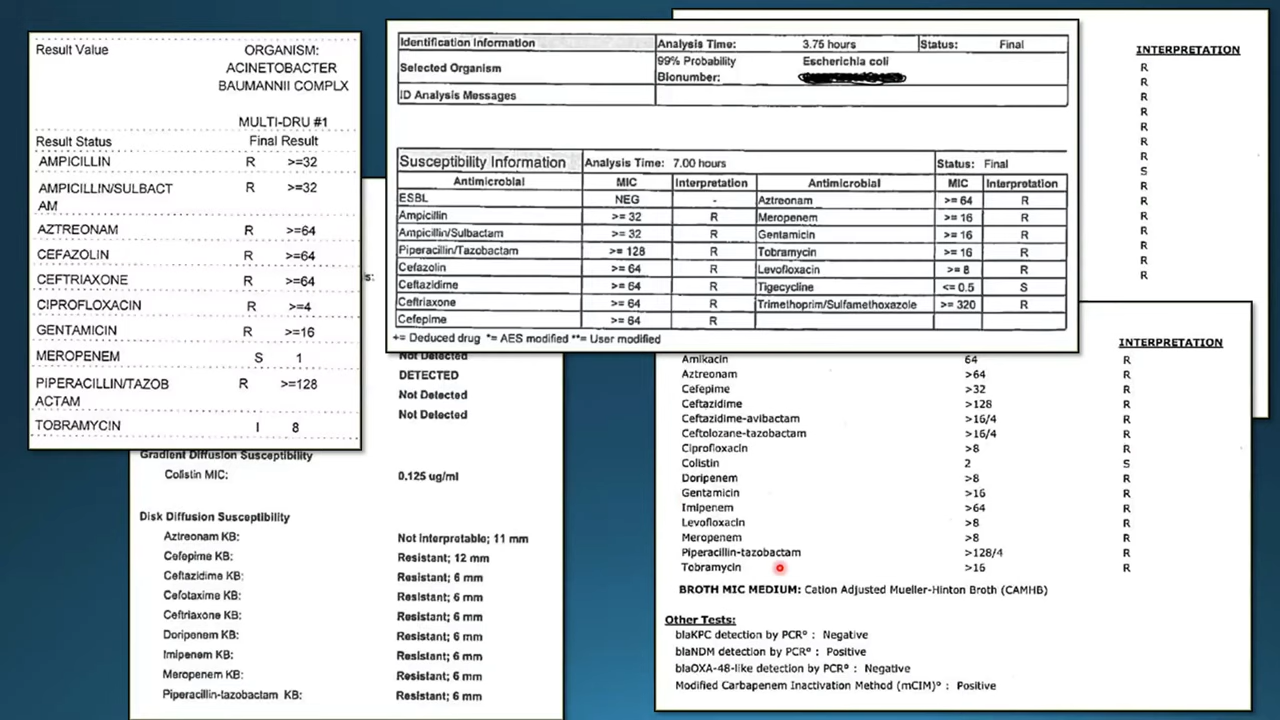 Result Value ORGANISM:
ACINETOBACTER
BAUMANNII COMPLX
MULTI-DRU #1
Result Status Final Result
AMPICILLIN R >=32
AMPICILLIN/SULBACT R >=32
AM
AZTREONAM R >=64
CEFAZOLIN R >=64
CEFTRIAXONE R >=64
CIPROFLOXACIN R >=4
GENTAMICIN R >=16
MEROPENEM S 1
PIPERACILLIN/TAZOB R >=128
ACTAM
TOBRAMYCIN I 8
Identification Information Analysis Time: 3.75 hours Status: Final
Selected Organism 99% Probability Escherichia coli
Bionumber:
ID Analysis Messages
Susceptibility Information Analysis Time: 7.00 hours Status: Final
Antimicrobial MIC Interpretation Antimicrobial MIC Interpretation
ESBL NEG - Aztreonam >= 64 R
Ampicillin >= 32 R Meropenem >= 16 R
Ampicillin/Sulbactam >= 32 R Gentamicin >= 16 R
Piperacillin/Tazobactam >= 128 R Tobramycin >= 16 R
Cefazolin >= 64 R Levofloxacin >= 8 R
Ceftazidime >= 64 R Tigecycline <= 0.5 S
Ceftriaxone >= 64 R Trimethoprim/Sulfamethoxazole >= 320 R
Cefepime >= 64 R
+= Deduced drug *= AES modified **= User modified
INTERPRETATION
R
R
R
R
R
R
R
S
R
R
R
R
R
R
R
s:
Not Detected
DETECTED
Not Detected
Not Detected
Gradient Diffusion Susceptibility
Colistin MIC: 0.125 ug/ml
Disk Diffusion Susceptibility
Aztreonam KB: Not Interpretable; 11 mm
Cefepime KB: Resistant; 12 mm
Ceftazidime KB: Resistant; 6 mm
Cefotaxime KB: Resistant; 6 mm
Ceftriaxone KB: Resistant; 6 mm
Doripenem KB: Resistant; 6 mm
Imipenem KB: Resistant; 6 mm
Meropenem KB: Resistant; 6 mm
Piperacillin-tazobactam KB: Resistant; 6 mm
INTERPRETATION
Amikacin 64 R
Aztreonam >64 R
Cefepime >32 R
Ceftazidime >128 R
Ceftazidime-avibactam >16/4 R
Ceftolozane-tazobactam >16/4 R
Ciprofloxacin >8 R
Colistin 2 S
Doripenem >8 R
Gentamicin >16 R
Imipenem >64 R
Levofloxacin >8 R
Meropenem >8 R
Piperacillin-tazobactam >128/4 R
Tobramycin >16 R
BROTH MIC MEDIUM: Cation Adjusted Mueller-Hinton Broth (CAMHB)
Other Tests:
blaKPC detection by PCR° : Negative
blaNDM detection by PCR° : Positive
blaOXA-48-like detection by PCR° : Negative
Modified Carbapenem Inactivation Method (mCIM)° : Positive